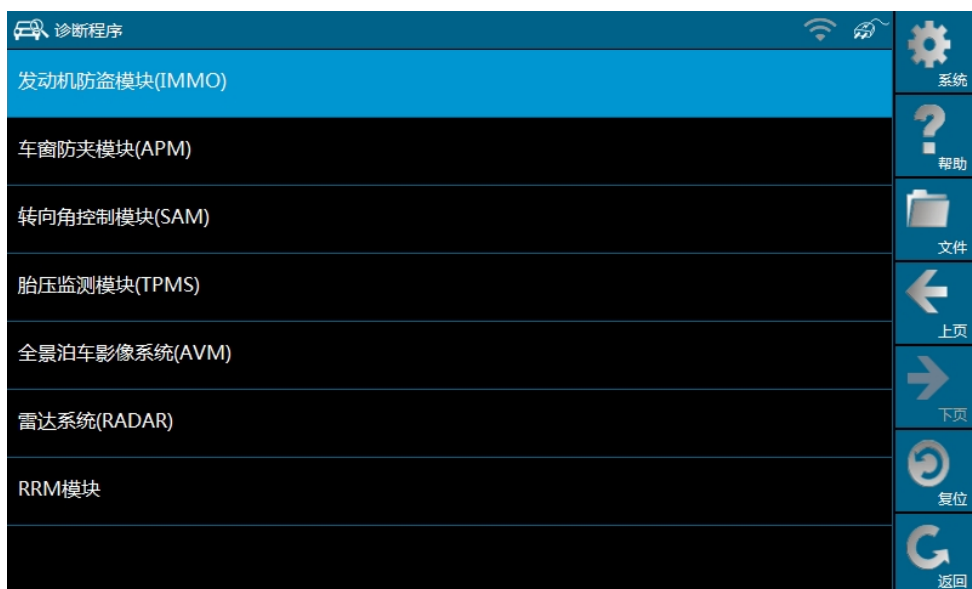 诊断程序
发动机防盗模块(IMMO)
车窗防夹模块(APM)
转向角控制模块(SAM)
胎压监测模块(TPMS)
全景泊车影像系统(AVM)
雷达系统(RADAR)
RRM模块
系统
帮助
文件
上页
下页
复位
返回